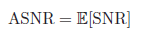 ASNR = 𝔼[SNR]